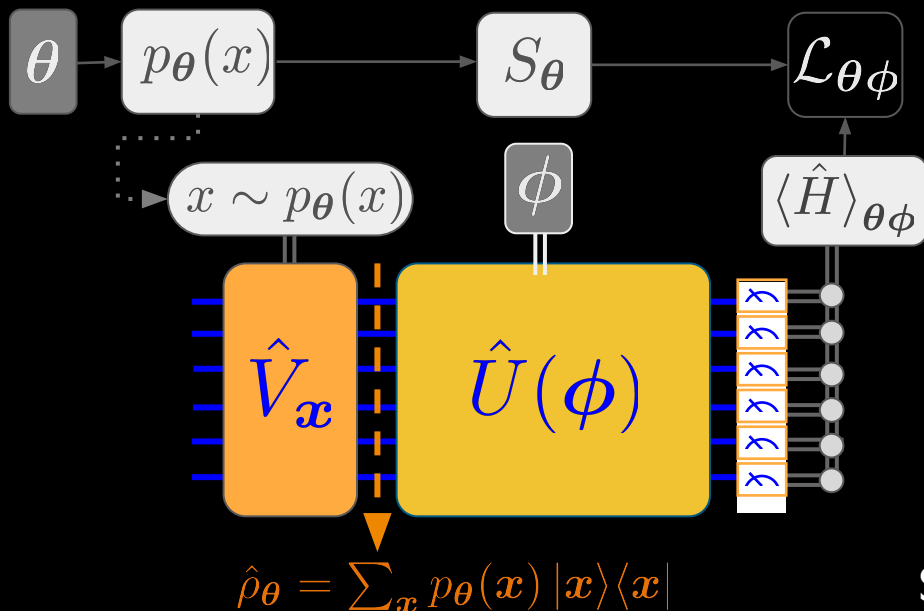 θ
p_θ(x)
S_θ
ℒ_θϕ
x ∼ p_θ(x)
ϕ
⟨Ĥ⟩_θϕ
V̂_x
Û(ϕ)
ρ̂_θ = ∑_x p_θ(x) |x⟩⟨x|